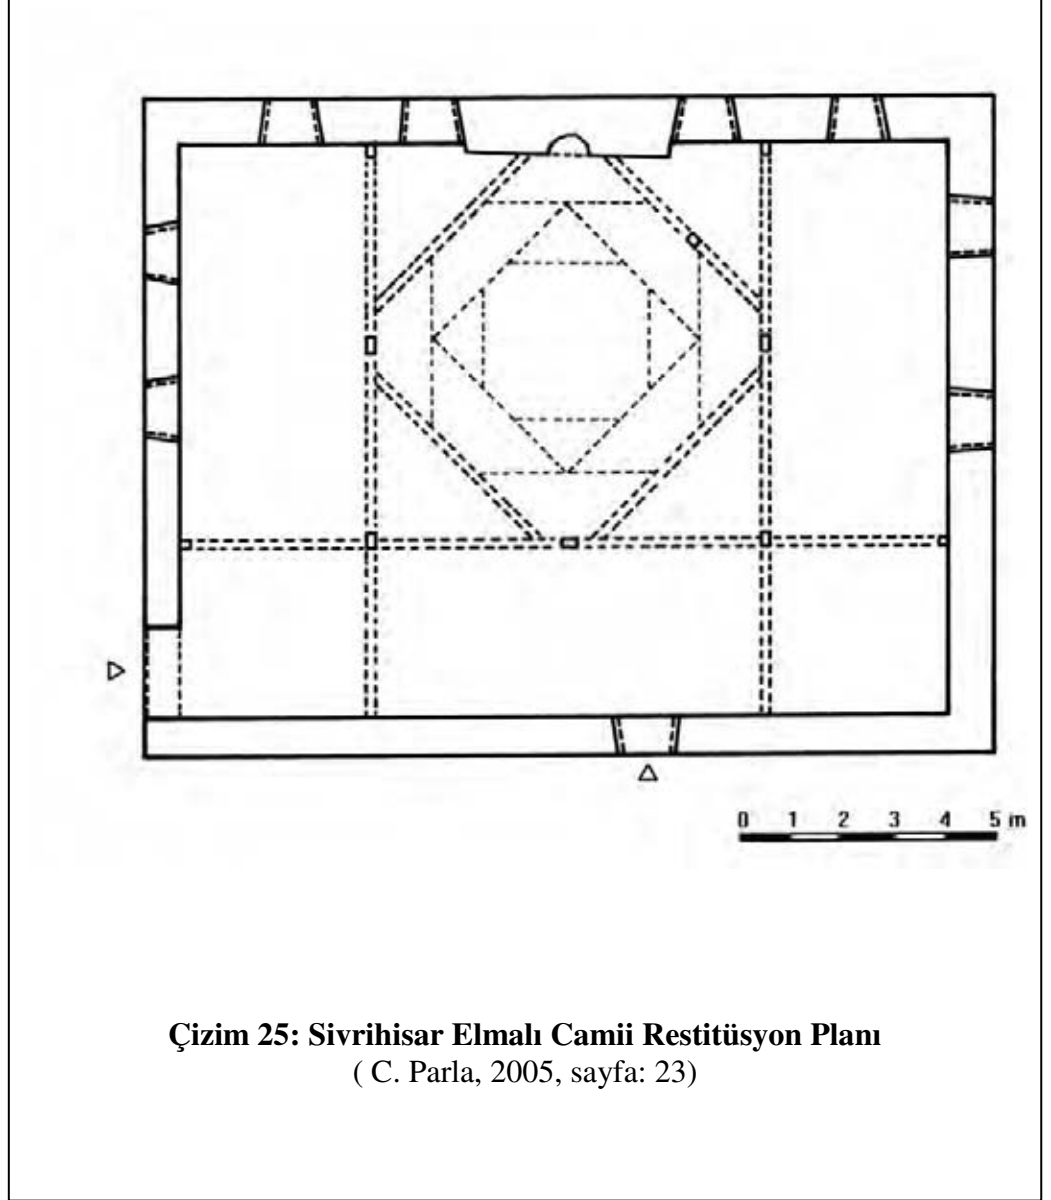 0 1 2 3 4 5 m
Çizim 25: Sivrihisar Elmalı Camii Restitüsyon Planı
( C. Parla, 2005, sayfa: 23)